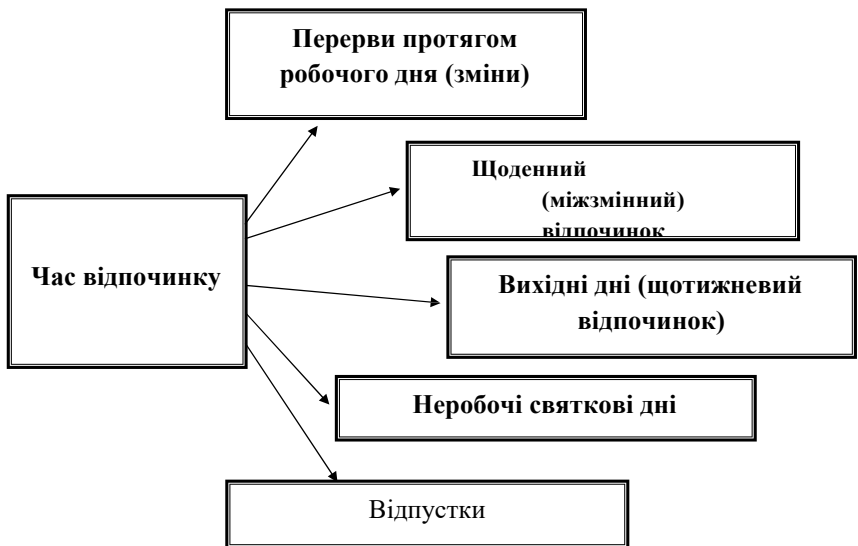 Перерви протягом
робочого дня (зміни)
Щоденний
(міжзмінний)
відпочинок
Час відпочинку
Вихідні дні (щотижневий
відпочинок)
Неробочі святкові дні
Відпустки